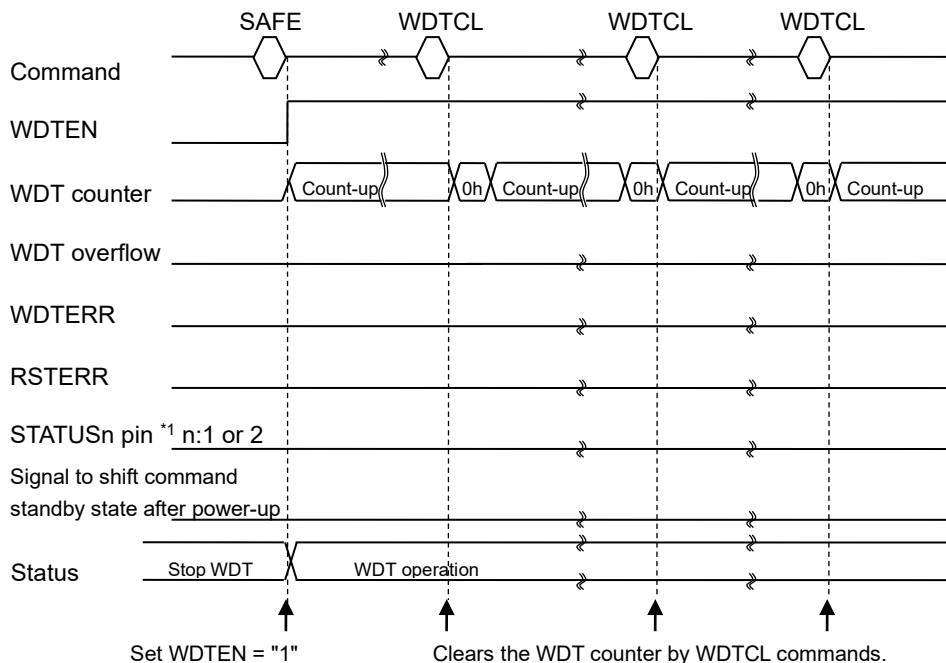 SAFE WDTCL WDTCL WDTCL
Command
WDTEN
WDT counter Count-up 0h Count-up 0h Count-up 0h Count-up
WDT overflow
WDTERR
RSTERR
STATUSn pin *1 n:1 or 2
Signal to shift command
standby state after power-up
Status Stop WDT WDT operation
Set WDTEN = "1" Clears the WDT counter by WDTCL commands.